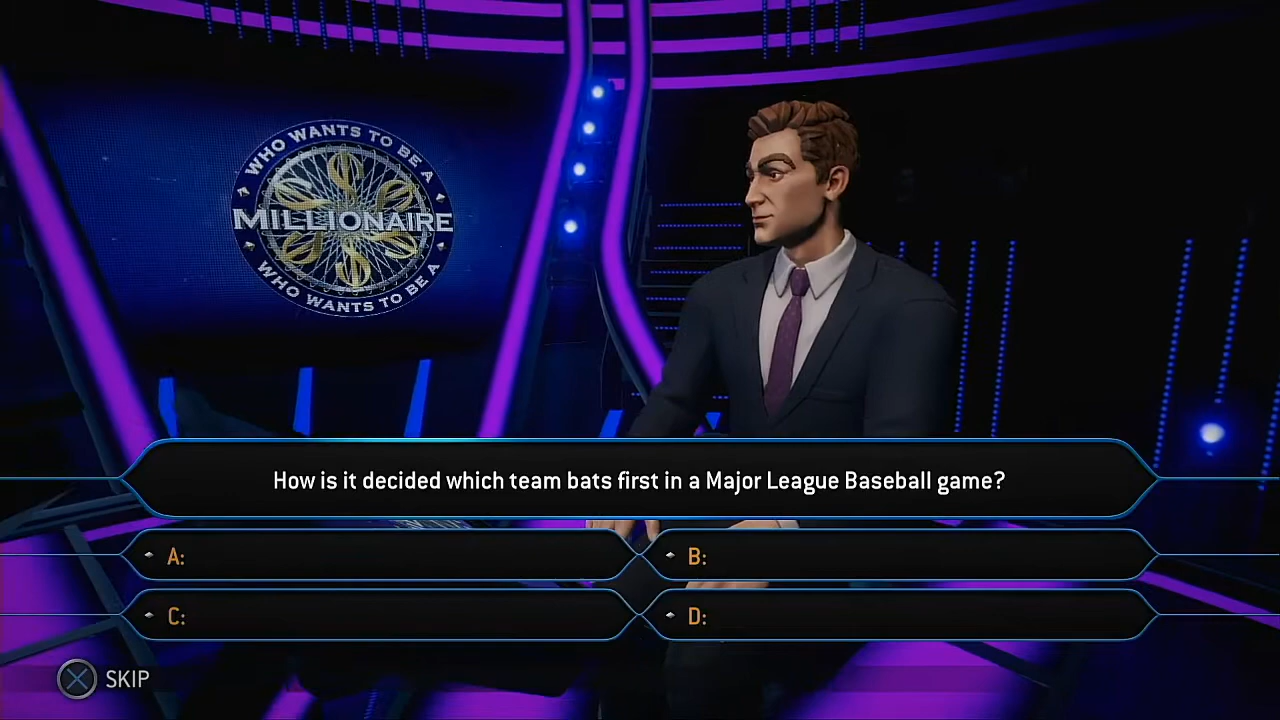 WHO WANTS TO BE A
MILLIONAIRE
WHO WANTS TO BE A
How is it decided which team bats first in a Major League Baseball game?
A:
B:
C:
D:
SKIP